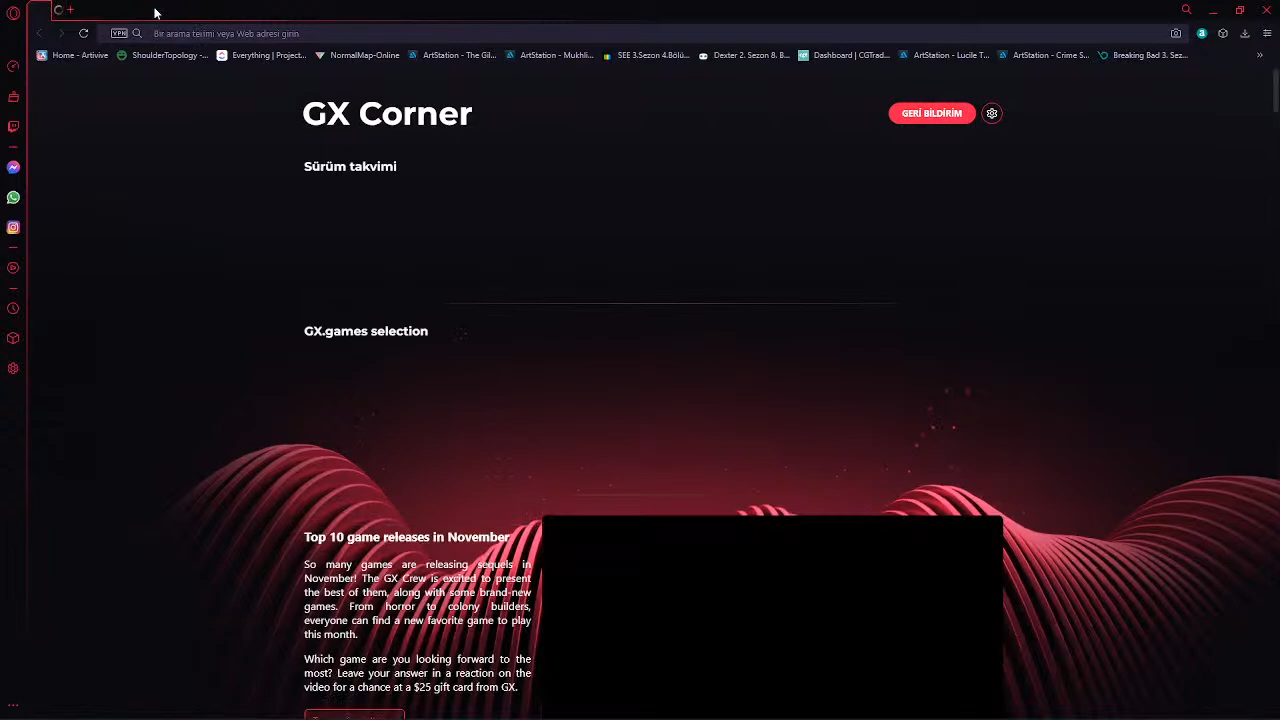 VPN
Bir arama terimi veya Web adresi girin
Home - Artivive
ShoulderTopology -...
Everything | Project...
NormalMap-Online
ArtStation - The Gil...
ArtStation - Mukhli...
SEE 3.Sezon 4.Bölü...
Dexter 2. Sezon 8. B...
Dashboard | CGTrad...
ArtStation - Lucile T...
ArtStation - Crime S...
Breaking Bad 3. Sez...
GX Corner
GERİ BİLDİRİM
Sürüm takvimi
GX.games selection
Top 10 game releases in November
So many games are releasing sequels in
November! The GX Crew is excited to present
the best of them, along with some brand-new
games. From horror to colony builders,
everyone can find a new favorite game to play
this month.
Which game are you looking forward to the
most? Leave your answer in a reaction on the
video for a chance at a $25 gift card from GX.